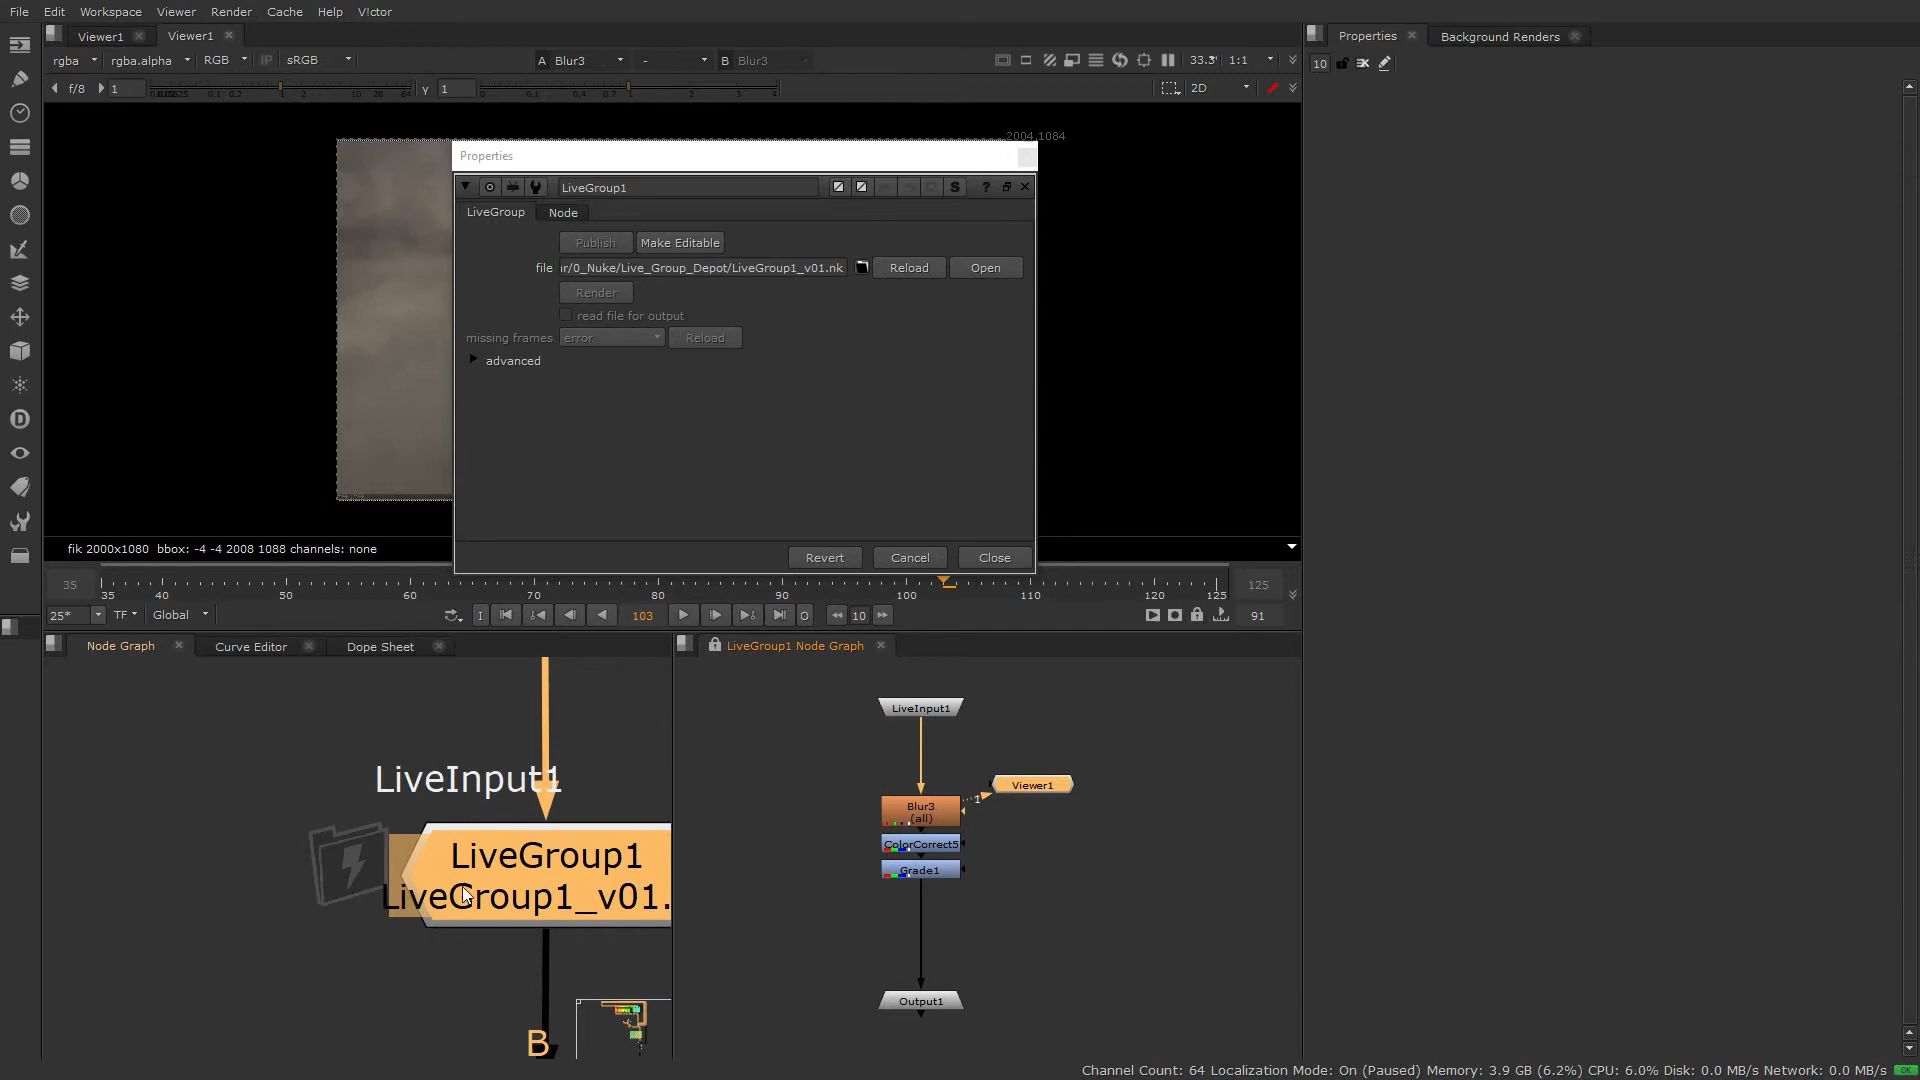 File Edit Workspace Viewer Render Cache Help V!ctor
Viewer1 Viewer1 Properties Background Renders
rgba rgba.alpha RGB IP sRGB A Blur3 - B Blur3 33.3 1:1 10
f/8 1 γ 1 2D
2004,1084
Properties
LiveGroup1 S ?
LiveGroup Node
Publish Make Editable
file ır/0_Nuke/Live_Group_Depot/LiveGroup1_v01.nk Reload Open
Render
read file for output
missing frames error Reload
advanced
fik 2000x1080 bbox: -4 -4 2008 1088 channels: none
Revert Cancel Close
35 35 40 50 60 70 80 90 100 110 120 125 125
25* TF Global I 103 O 10 91
Node Graph Curve Editor Dope Sheet LiveGroup1 Node Graph
LiveInput1
LiveGroup1
LiveGroup1_v01.
B
LiveInput1
Viewer1
1
Blur3
(all)
ColorCorrect5
Grade1
Output1
Channel Count: 64 Localization Mode: On (Paused) Memory: 3.9 GB (6.2%) CPU: 6.0% Disk: 0.0 MB/s Network: 0.0 MB/s